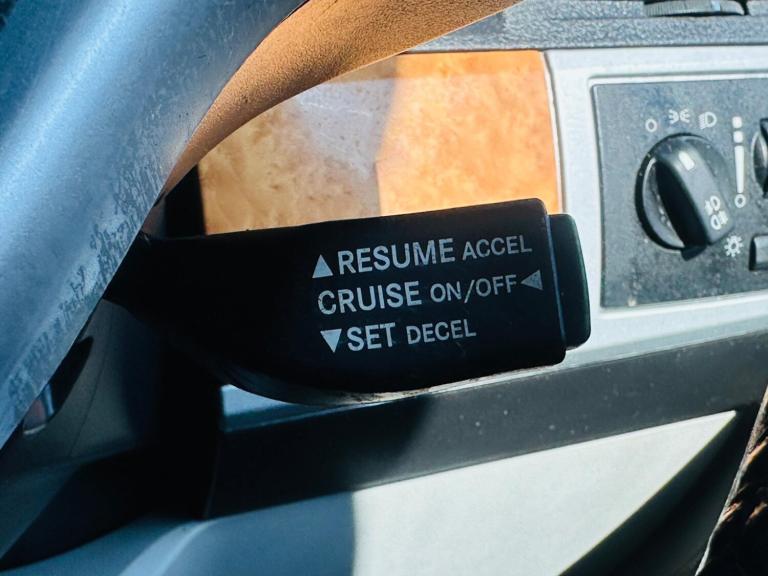 ▲RESUME ACCEL
CRUISE ON/OFF◀
▼SET DECEL